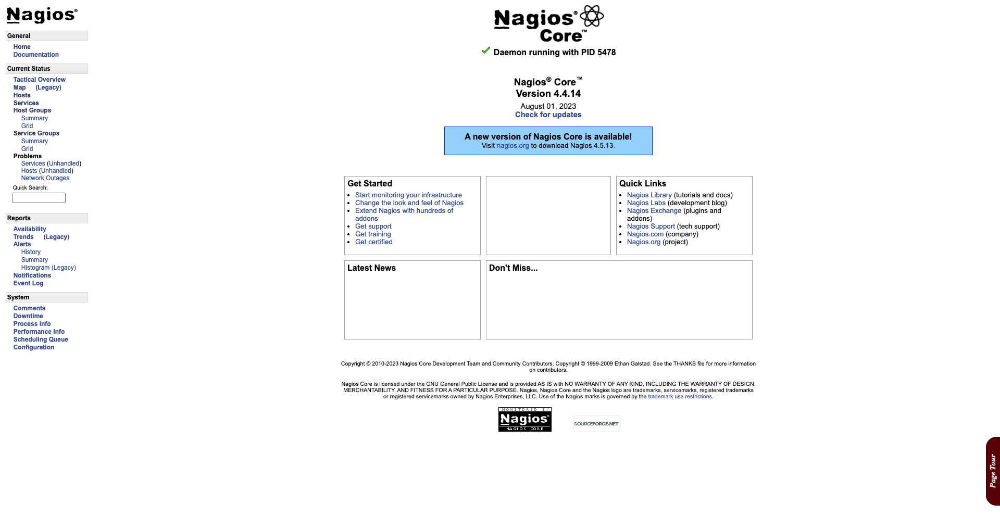 Nagios®
General
Home
Documentation
Current Status
Tactical Overview
Map (Legacy)
Hosts
Services
Host Groups
Summary
Grid
Service Groups
Summary
Grid
Problems
Services (Unhandled)
Hosts (Unhandled)
Network Outages
Quick Search:
Reports
Availability
Trends (Legacy)
Alerts
History
Summary
Histogram (Legacy)
Notifications
Event Log
System
Comments
Downtime
Process Info
Performance Info
Scheduling Queue
Configuration
Nagios®
Core™
Daemon running with PID 5478
Nagios® Core™
Version 4.4.14
August 01, 2023
Check for updates
A new version of Nagios Core is available!
Visit nagios.org to download Nagios 4.5.13.
Get Started
Start monitoring your infrastructure
Change the look and feel of Nagios
Extend Nagios with hundreds of
addons
Get support
Get training
Get certified
Quick Links
Nagios Library (tutorials and docs)
Nagios Labs (development blog)
Nagios Exchange (plugins and
addons)
Nagios Support (tech support)
Nagios.com (company)
Nagios.org (project)
Latest News
Don't Miss...
Copyright © 2010-2023 Nagios Core Development Team and Community Contributors. Copyright © 1999-2009 Ethan Galstad. See the THANKS file for more information
on contributors.
Nagios Core is licensed under the GNU General Public License and is provided AS IS with NO WARRANTY OF ANY KIND, INCLUDING THE WARRANTY OF DESIGN,
MERCHANTABILITY, AND FITNESS FOR A PARTICULAR PURPOSE. Nagios, Nagios Core and the Nagios logo are trademarks, servicemarks, registered trademarks
or registered servicemarks owned by Nagios Enterprises, LLC. Use of the Nagios marks is governed by the trademark use restrictions.
MONITORED BY
Nagios®
NAGIOS CORE
SOURCEFORGE.NET
Page Tour